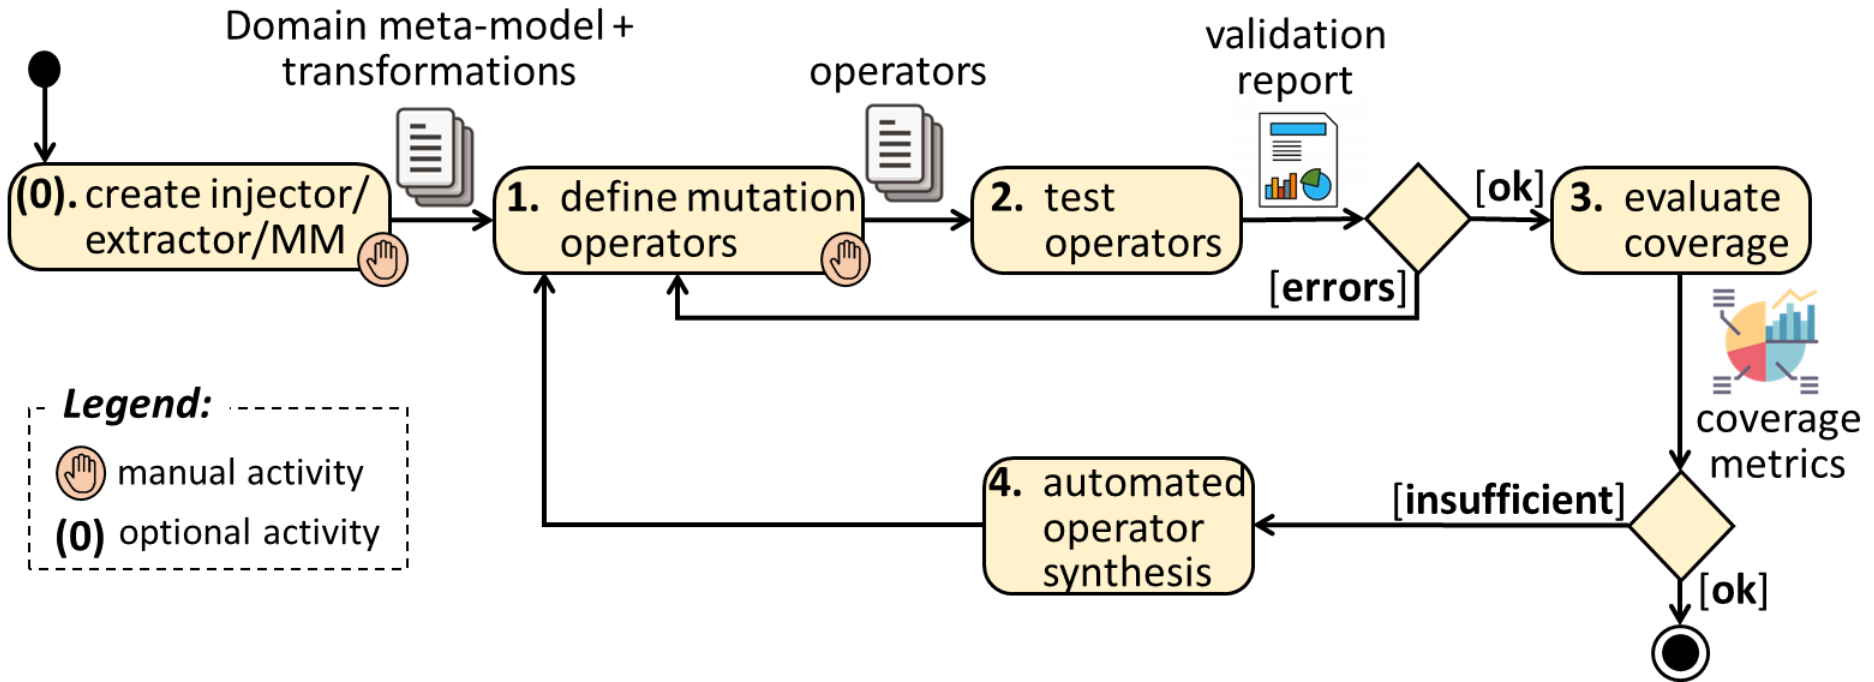 Domain meta-model +
transformations
operators
validation
report
(0). create injector/
extractor/MM
1. define mutation
operators
2. test
operators
[ok]
3. evaluate
coverage
[errors]
coverage
metrics
Legend:
manual activity
(0) optional activity
4. automated
operator
synthesis
[insufficient]
[ok]